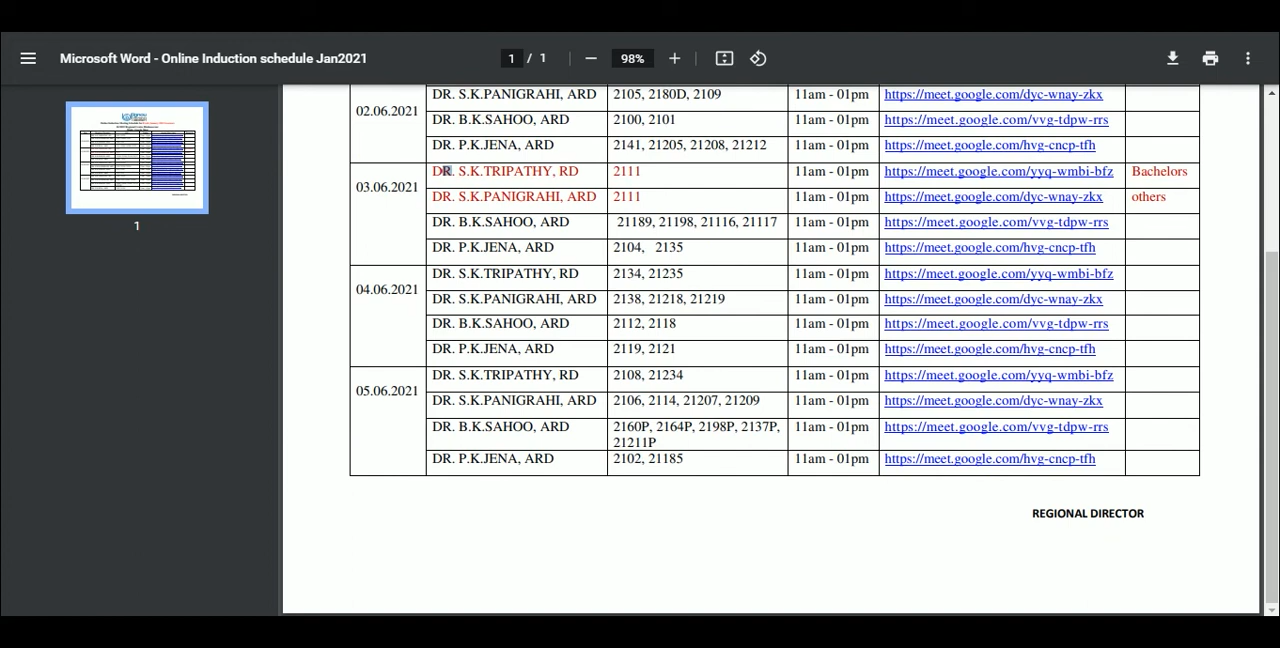 Microsoft Word - Online Induction schedule Jan2021 1 / 1 98%
DR. S.K.PANIGRAHI, ARD 2105, 2180D, 2109 11am - 01pm https://meet.google.com/dyc-wnay-zkx
02.06.2021 DR. B.K.SAHOO, ARD 2100, 2101 11am - 01pm https://meet.google.com/vvg-tdpw-rrs
DR. P.K.JENA, ARD 2141, 21205, 21208, 21212 11am - 01pm https://meet.google.com/hvg-cncp-tfh
03.06.2021 DR. S.K.TRIPATHY, RD 2111 11am - 01pm https://meet.google.com/yyq-wmbi-bfz Bachelors
DR. S.K.PANIGRAHI, ARD 2111 11am - 01pm https://meet.google.com/dyc-wnay-zkx others
DR. B.K.SAHOO, ARD 21189, 21198, 21116, 21117 11am - 01pm https://meet.google.com/vvg-tdpw-rrs
DR. P.K.JENA, ARD 2104, 2135 11am - 01pm https://meet.google.com/hvg-cncp-tfh
04.06.2021 DR. S.K.TRIPATHY, RD 2134, 21235 11am - 01pm https://meet.google.com/yyq-wmbi-bfz
DR. S.K.PANIGRAHI, ARD 2138, 21218, 21219 11am - 01pm https://meet.google.com/dyc-wnay-zkx
DR. B.K.SAHOO, ARD 2112, 2118 11am - 01pm https://meet.google.com/vvg-tdpw-rrs
DR. P.K.JENA, ARD 2119, 2121 11am - 01pm https://meet.google.com/hvg-cncp-tfh
05.06.2021 DR. S.K.TRIPATHY, RD 2108, 21234 11am - 01pm https://meet.google.com/yyq-wmbi-bfz
DR. S.K.PANIGRAHI, ARD 2106, 2114, 21207, 21209 11am - 01pm https://meet.google.com/dyc-wnay-zkx
DR. B.K.SAHOO, ARD 2160P, 2164P, 2198P, 2137P, 11am - 01pm https://meet.google.com/vvg-tdpw-rrs
21211P
DR. P.K.JENA, ARD 2102, 21185 11am - 01pm https://meet.google.com/hvg-cncp-tfh
REGIONAL DIRECTOR
1